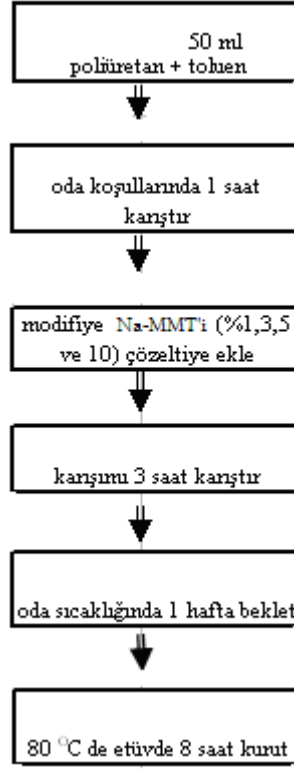 50 ml
poliüretan + toluen
oda koşullarında 1 saat
karıştır
modifiye Na-MMT'i (%1,3,5
ve 10) çözeltiye ekle
karışımı 3 saat karıştır
oda sıcaklığında 1 hafta beklet
80 °C de etüvde 8 saat kurut